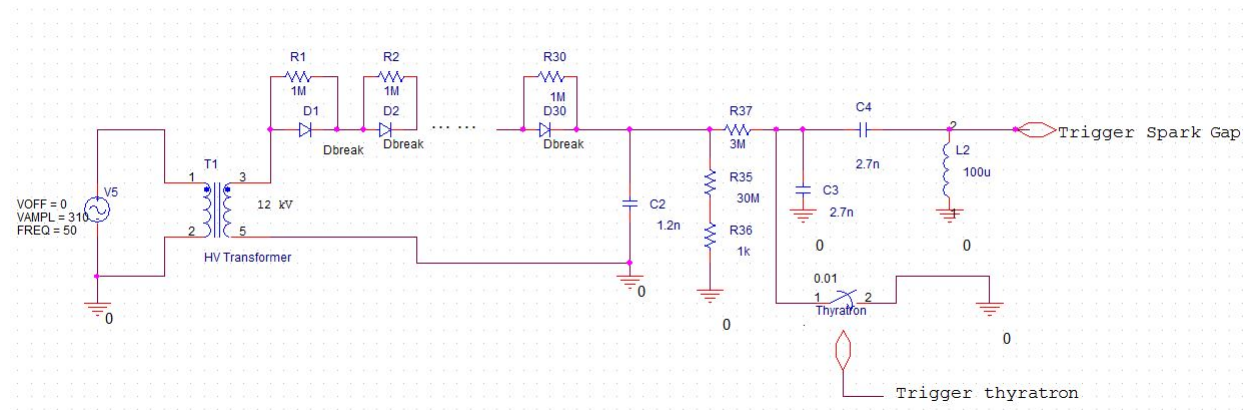 R1
1M
D1
Dbreak
R2
1M
D2
Dbreak
... ...
R30
1M
D30
Dbreak
R37
3M
C4
2.7n
2
L2
100u
1
Trigger Spark Gap
V5
VOFF = 0
VAMPL = 310
FREQ = 50
0
T1
1
3
2
5
12 kV
HV Transformer
C2
1.2n
0
R35
30M
R36
1k
0
C3
2.7n
0
0
0.01
1
2
Thyratron
0
Trigger thyratron